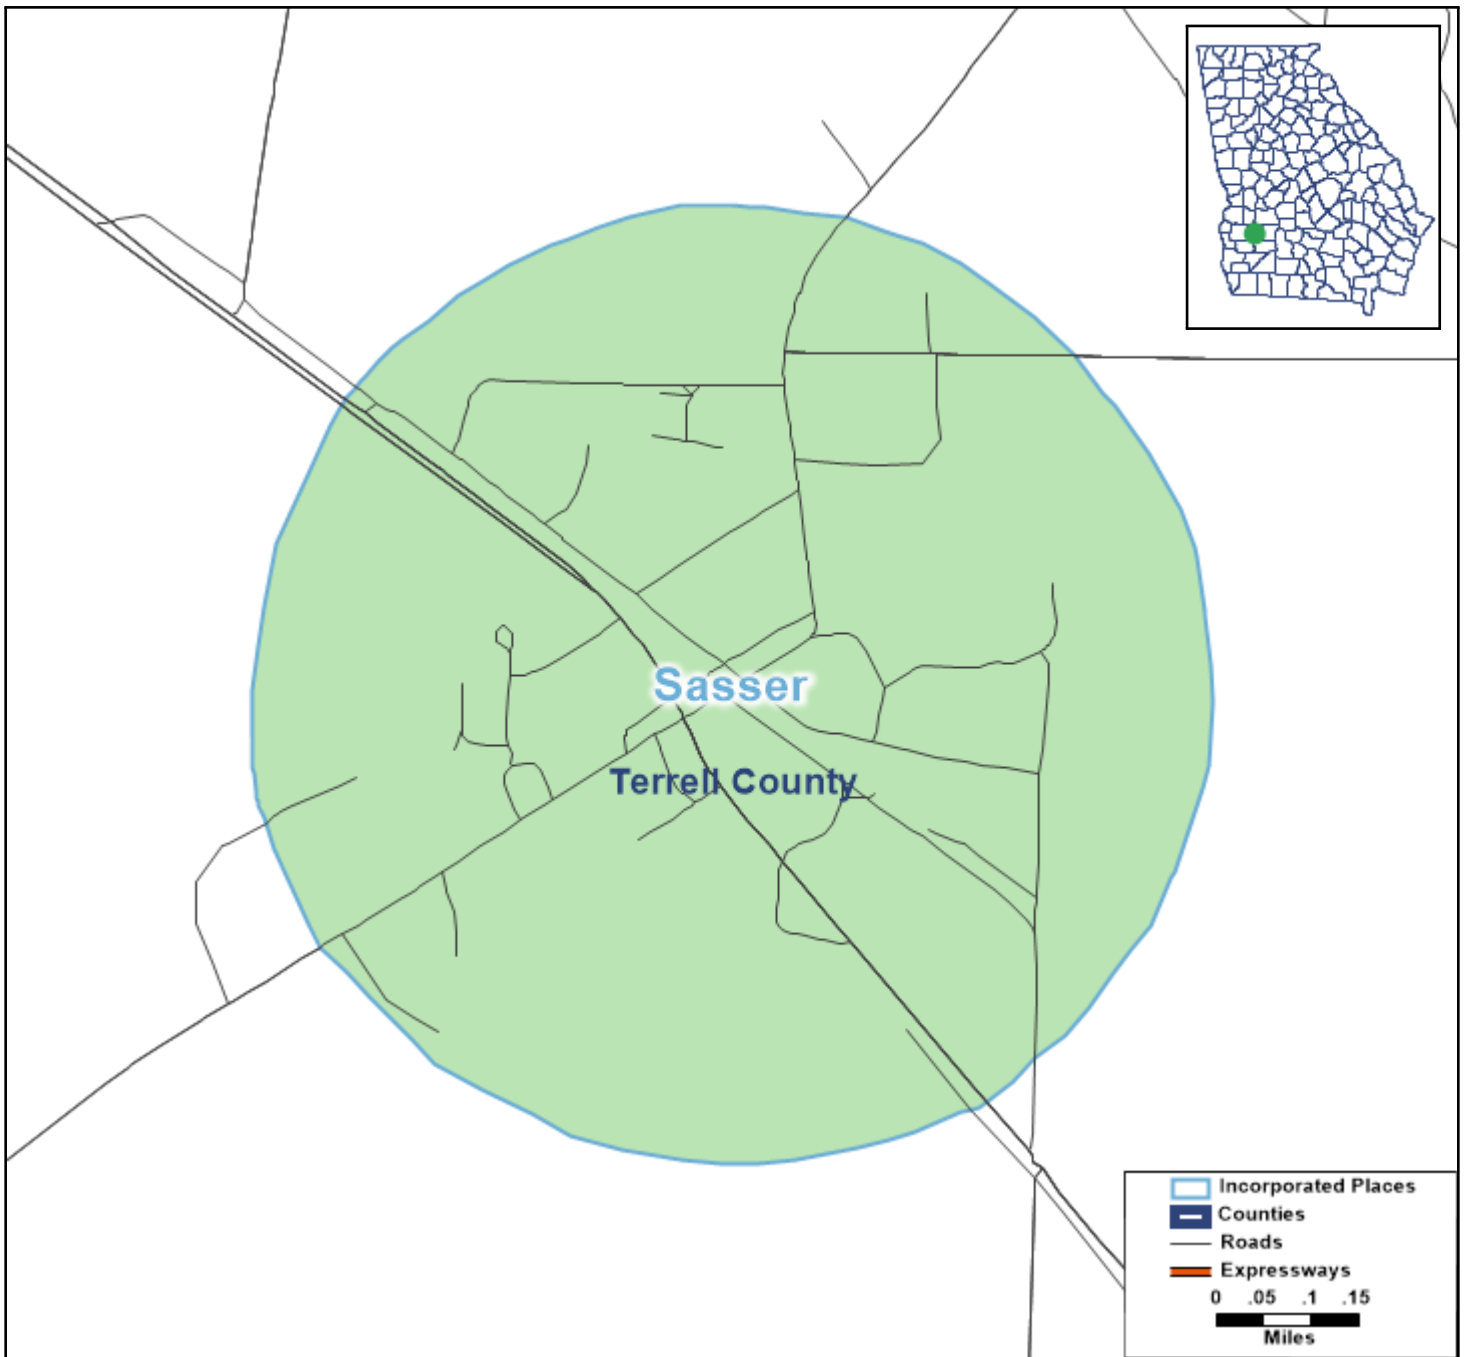 Sasser
Terrell County
Incorporated Places
Counties
Roads
Expressways
0 .05 .1 .15
Miles